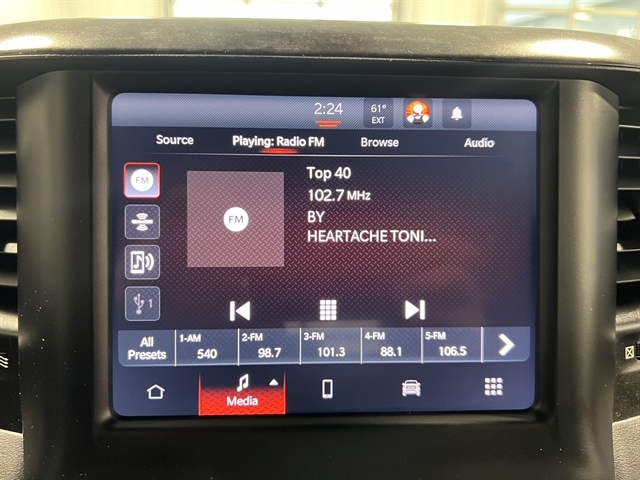 2:24
61°
EXT
Source
Playing: Radio FM
Browse
Audio
FM
FM
Top 40
102.7 MHz
BY
HEARTACHE TONI...
1
All
Presets
1-AM
540
2-FM
98.7
3-FM
101.3
4-FM
88.1
5-FM
106.5
Media